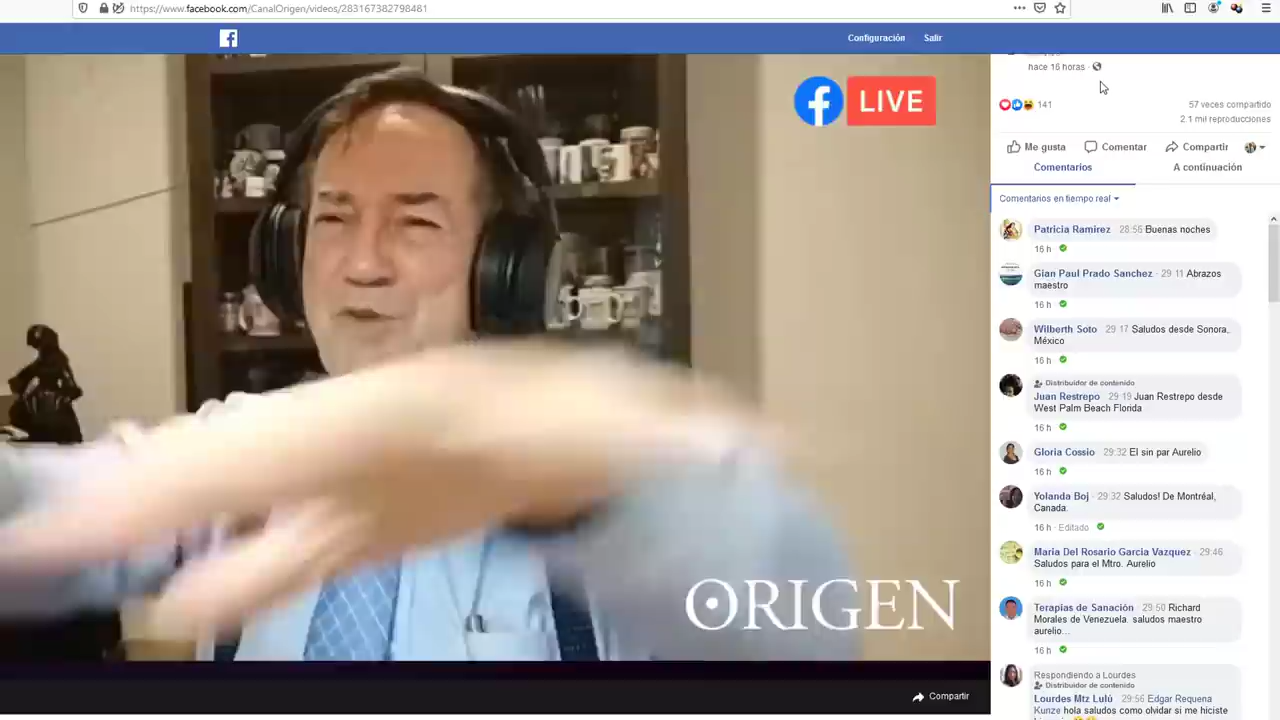 https://www.facebook.com/CanalOrigen/videos/283167382798481
Configuración
Salir
LIVE
ORIGEN
Compartir
hace 16 horas ·
141
57 veces compartido
2.1 mil reproducciones
Me gusta
Comentar
Compartir
Comentarios
A continuación
Comentarios en tiempo real
Patricia Ramirez · 28:56 Buenas noches
16 h
Gian Paul Prado Sanchez · 29:11 Abrazos
maestro
16 h
Wilberth Soto · 29:17 Saludos desde Sonora,
México
16 h
Distribuidor de contenido
Juan Restrepo · 29:19 Juan Restrepo desde
West Palm Beach Florida
16 h
Gloria Cossio · 29:32 El sin par Aurelio
16 h
Yolanda Boj · 29:32 Saludos! De Montréal,
Canada.
16 h · Editado
Maria Del Rosario Garcia Vazquez · 29:46
Saludos para el Mtro. Aurelio
16 h
Terapias de Sanación · 29:50 Richard
Morales de Venezuela. saludos maestro
aurelio...
16 h
Respondiendo a Lourdes
Distribuidor de contenido
Lourdes Mtz Lulú · 29:56 Edgar Requena
Kunze hola saludos como olvidar si me hiciste